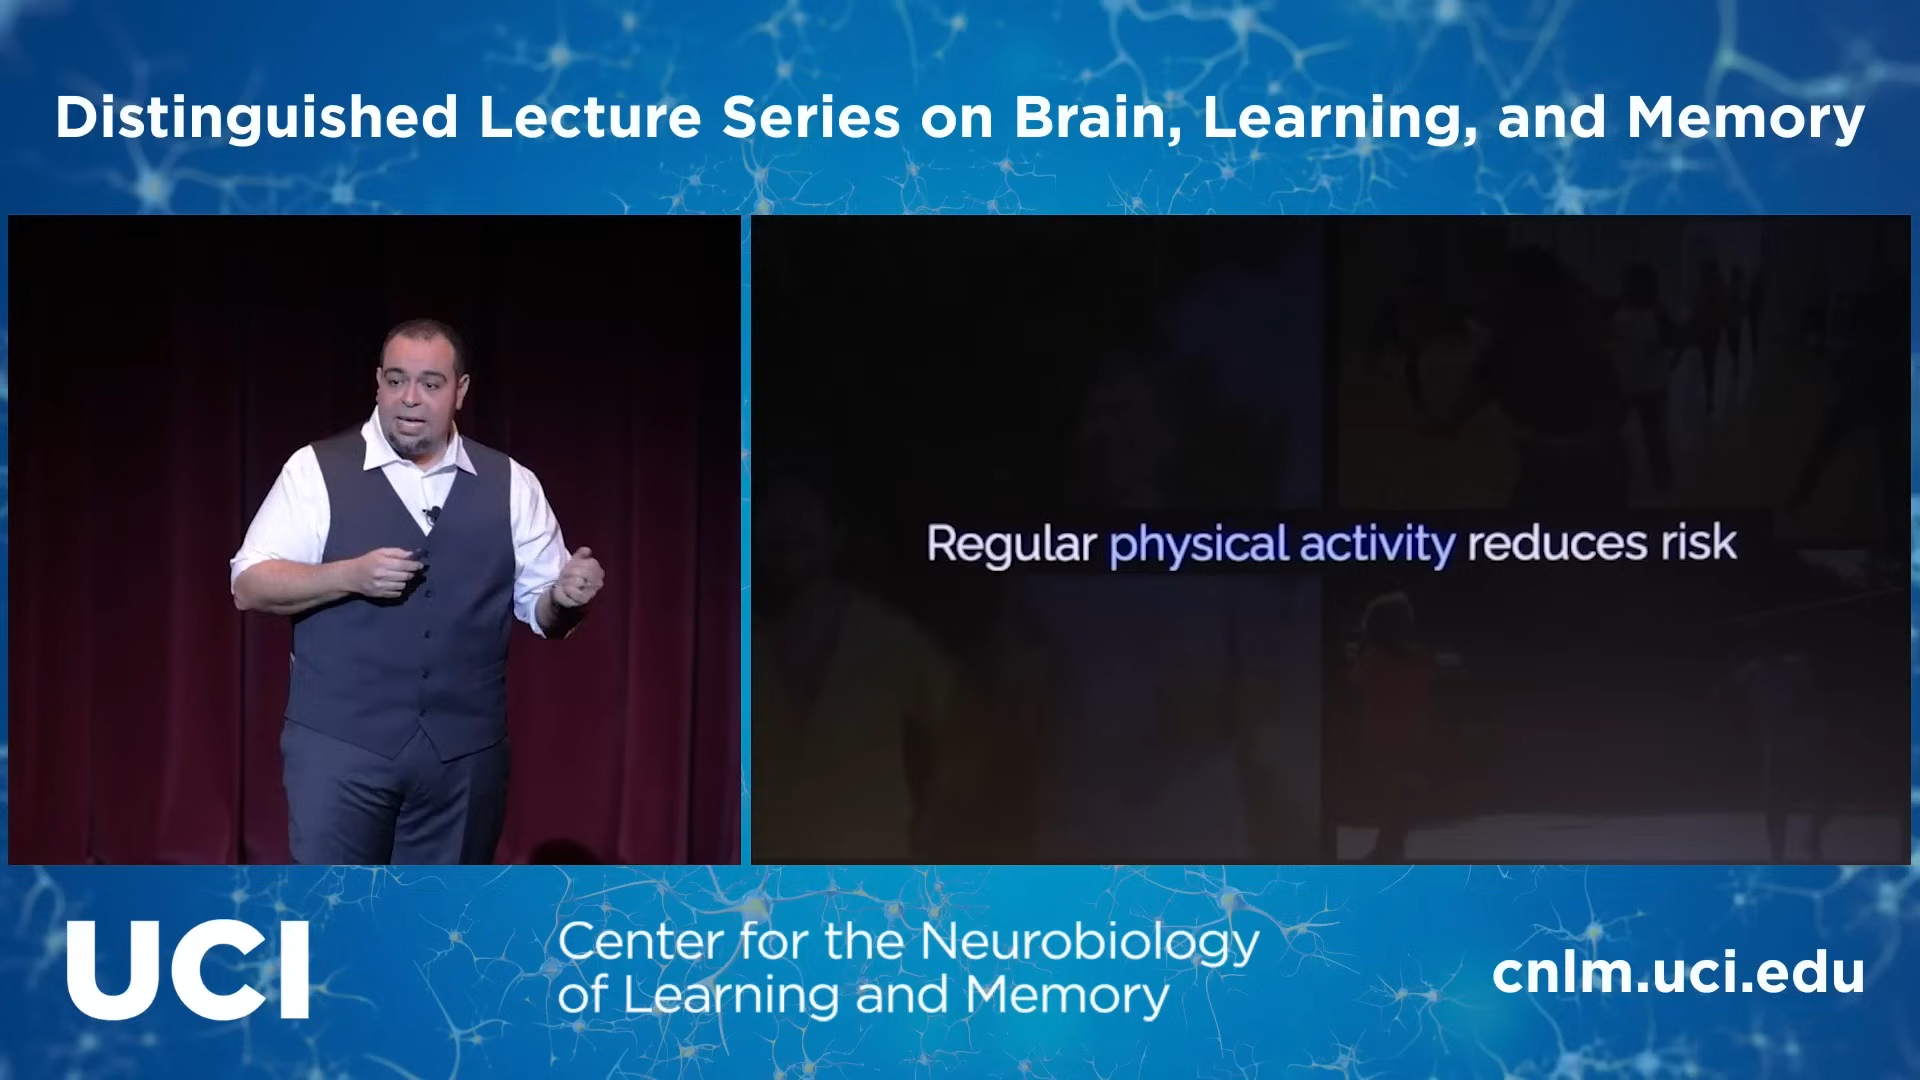 Distinguished Lecture Series on Brain, Learning, and Memory
Regular physical activity reduces risk
UCI
Center for the Neurobiology
of Learning and Memory
cnlm.uci.edu